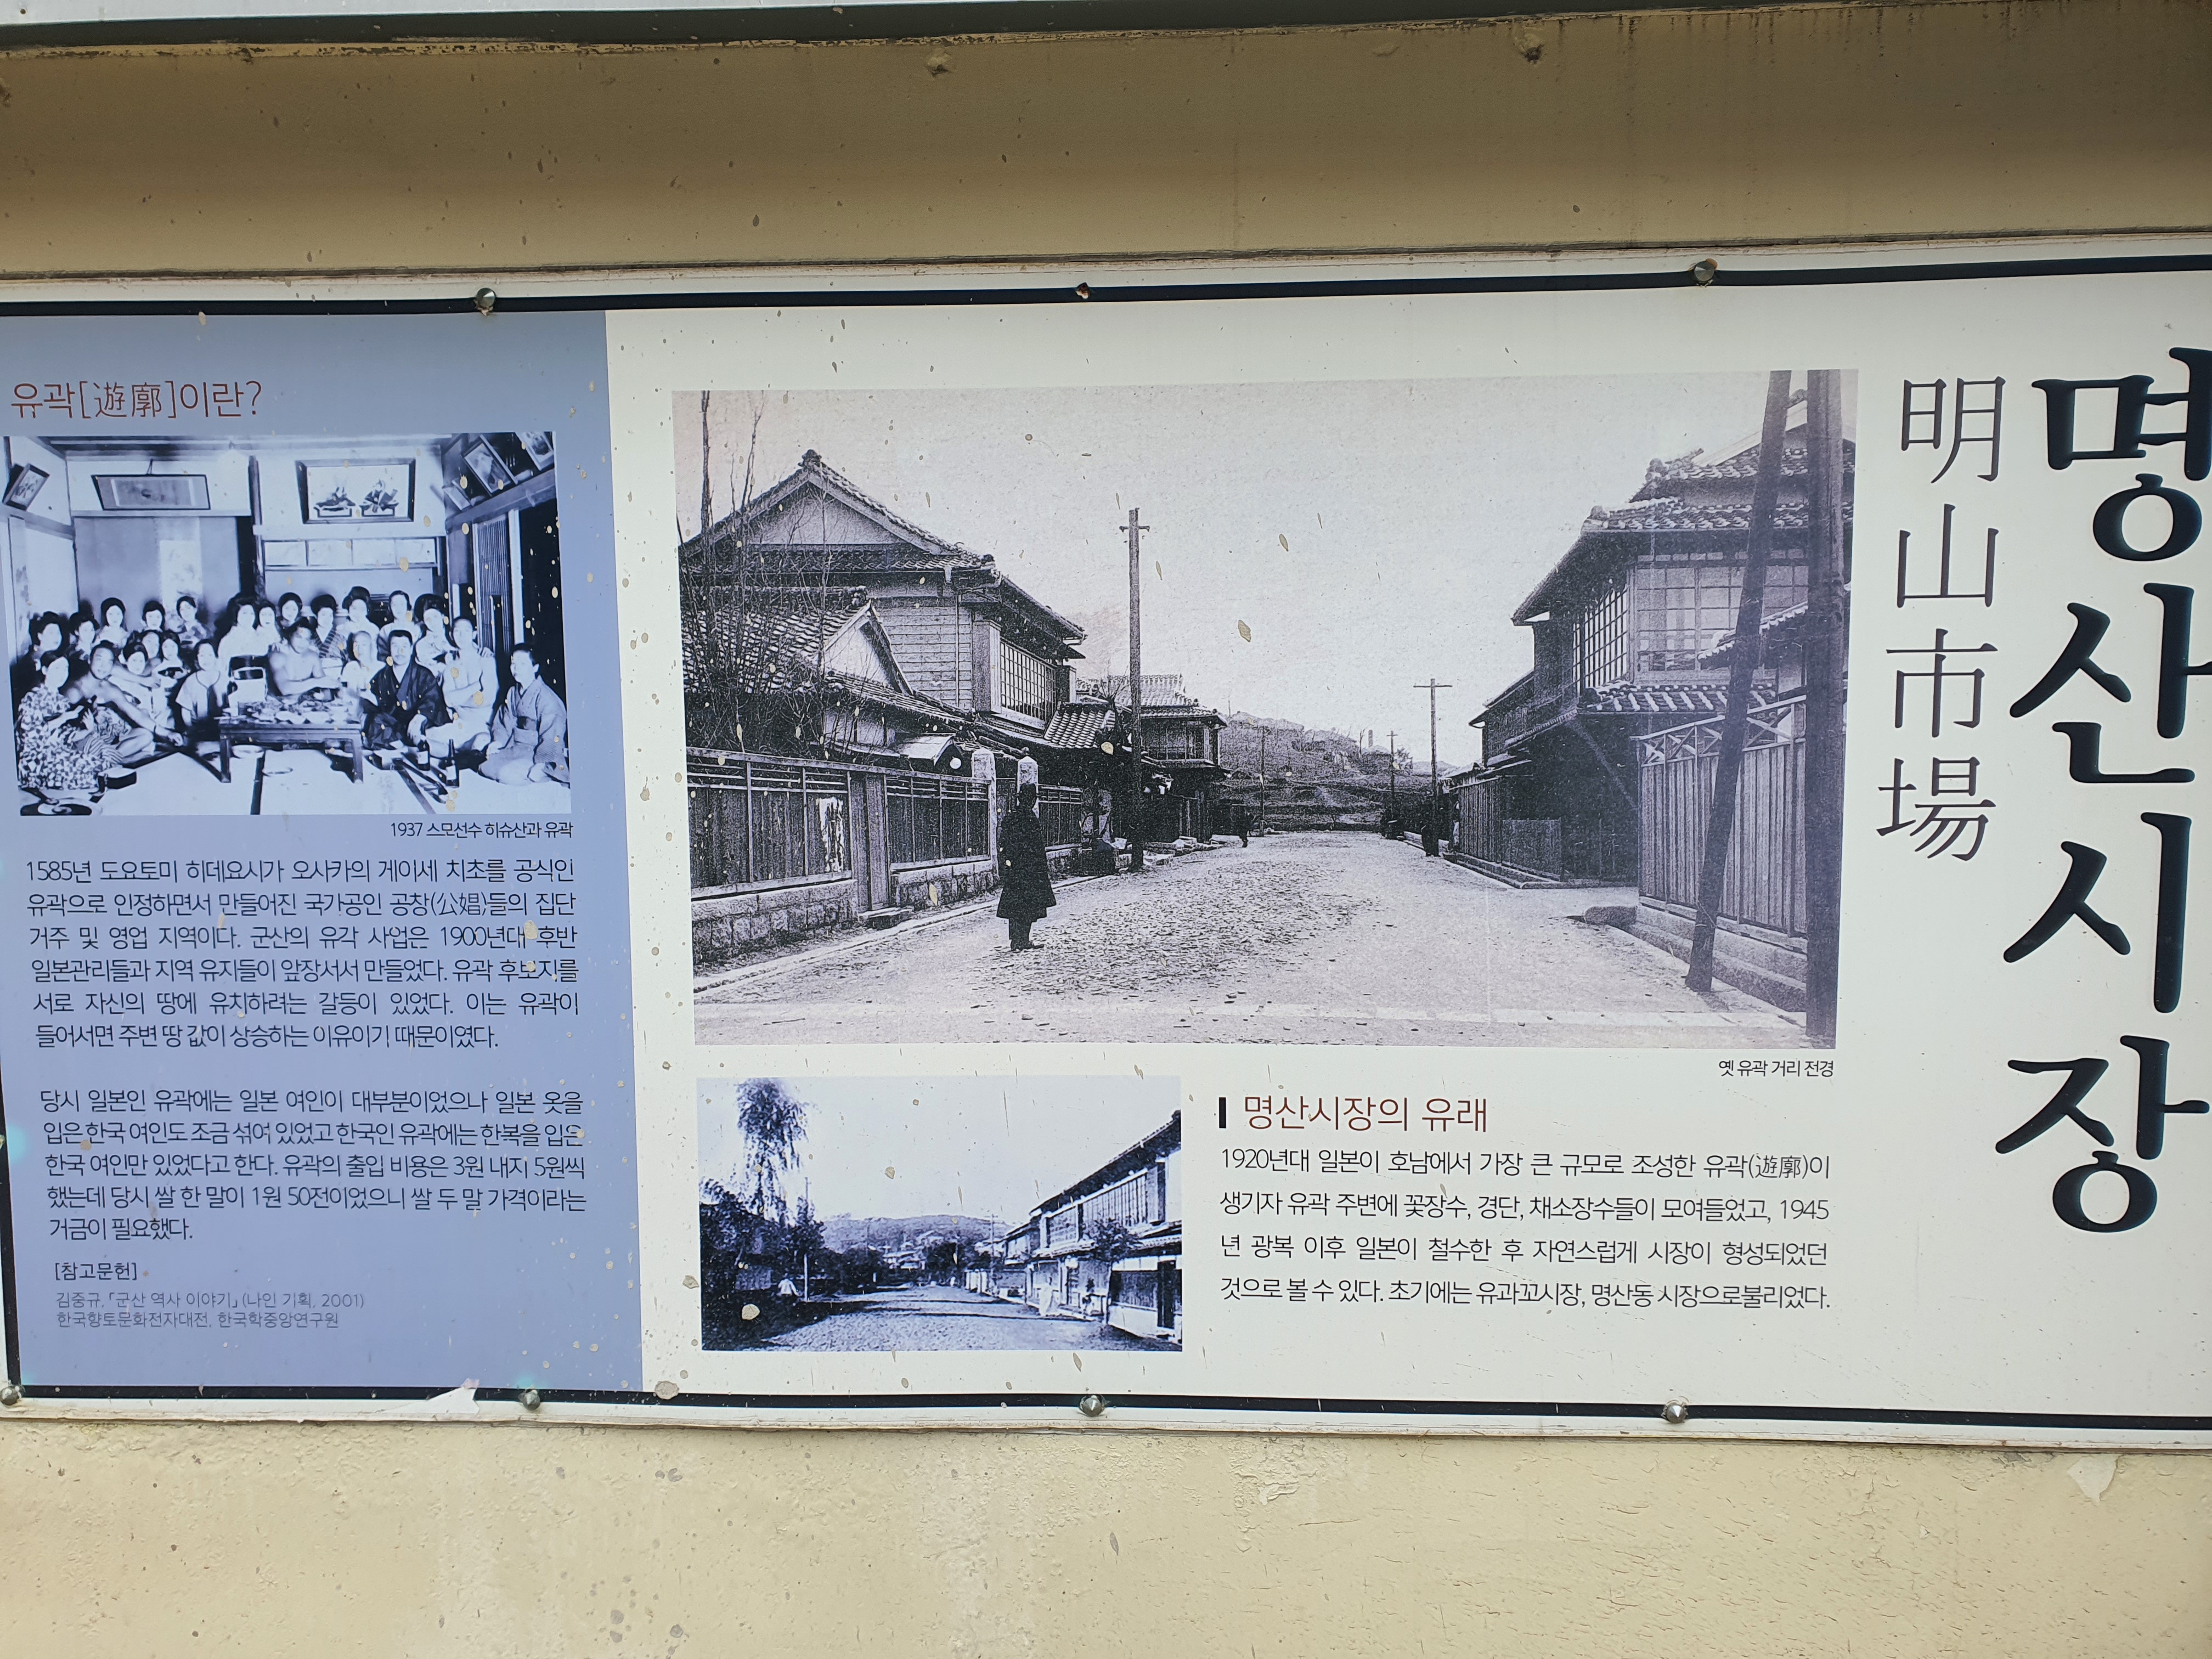 유곽[遊廓]이란?
1937 스모선수 히슈산과 유곽
1585년 도요토미 히데요시가 오사카의 게이세 치초를 공식인
유곽으로 인정하면서 만들어진 국가공인 공창(公娼)들의 집단
거주 및 영업 지역이다. 군산의 유각 사업은 1900년대 후반
일본관리들과 지역 유지들이 앞장서서 만들었다. 유곽 후보지를
서로 자신의 땅에 유치하려는 갈등이 있었다. 이는 유곽이
들어서면 주변 땅 값이 상승하는 이유이기 때문이였다.
당시 일본인 유곽에는 일본 여인이 대부분이었으나 일본 옷을
입은 한국 여인도 조금 섞여 있었고 한국인 유곽에는 한복을 입은
한국 여인만 있었다고 한다. 유곽의 출입 비용은 3원 내지 5원씩
했는데 당시 쌀 한 말이 1원 50전이었으니 쌀 두 말 가격이라는
거금이 필요했다.
[참고문헌]
김중규, 「군산 역사 이야기」 (나인 기획, 2001)
한국향토문화전자대전, 한국학중앙연구원
옛 유곽 거리 전경
명산시장의 유래
1920년대 일본이 호남에서 가장 큰 규모로 조성한 유곽(遊廓)이
생기자 유곽 주변에 꽃장수, 경단, 채소장수들이 모여들었고, 1945
년 광복 이후 일본이 철수한 후 자연스럽게 시장이 형성되었던
것으로 볼 수 있다. 초기에는 유과꼬시장, 명산동 시장으로불리었다.
明山市場
명산시장